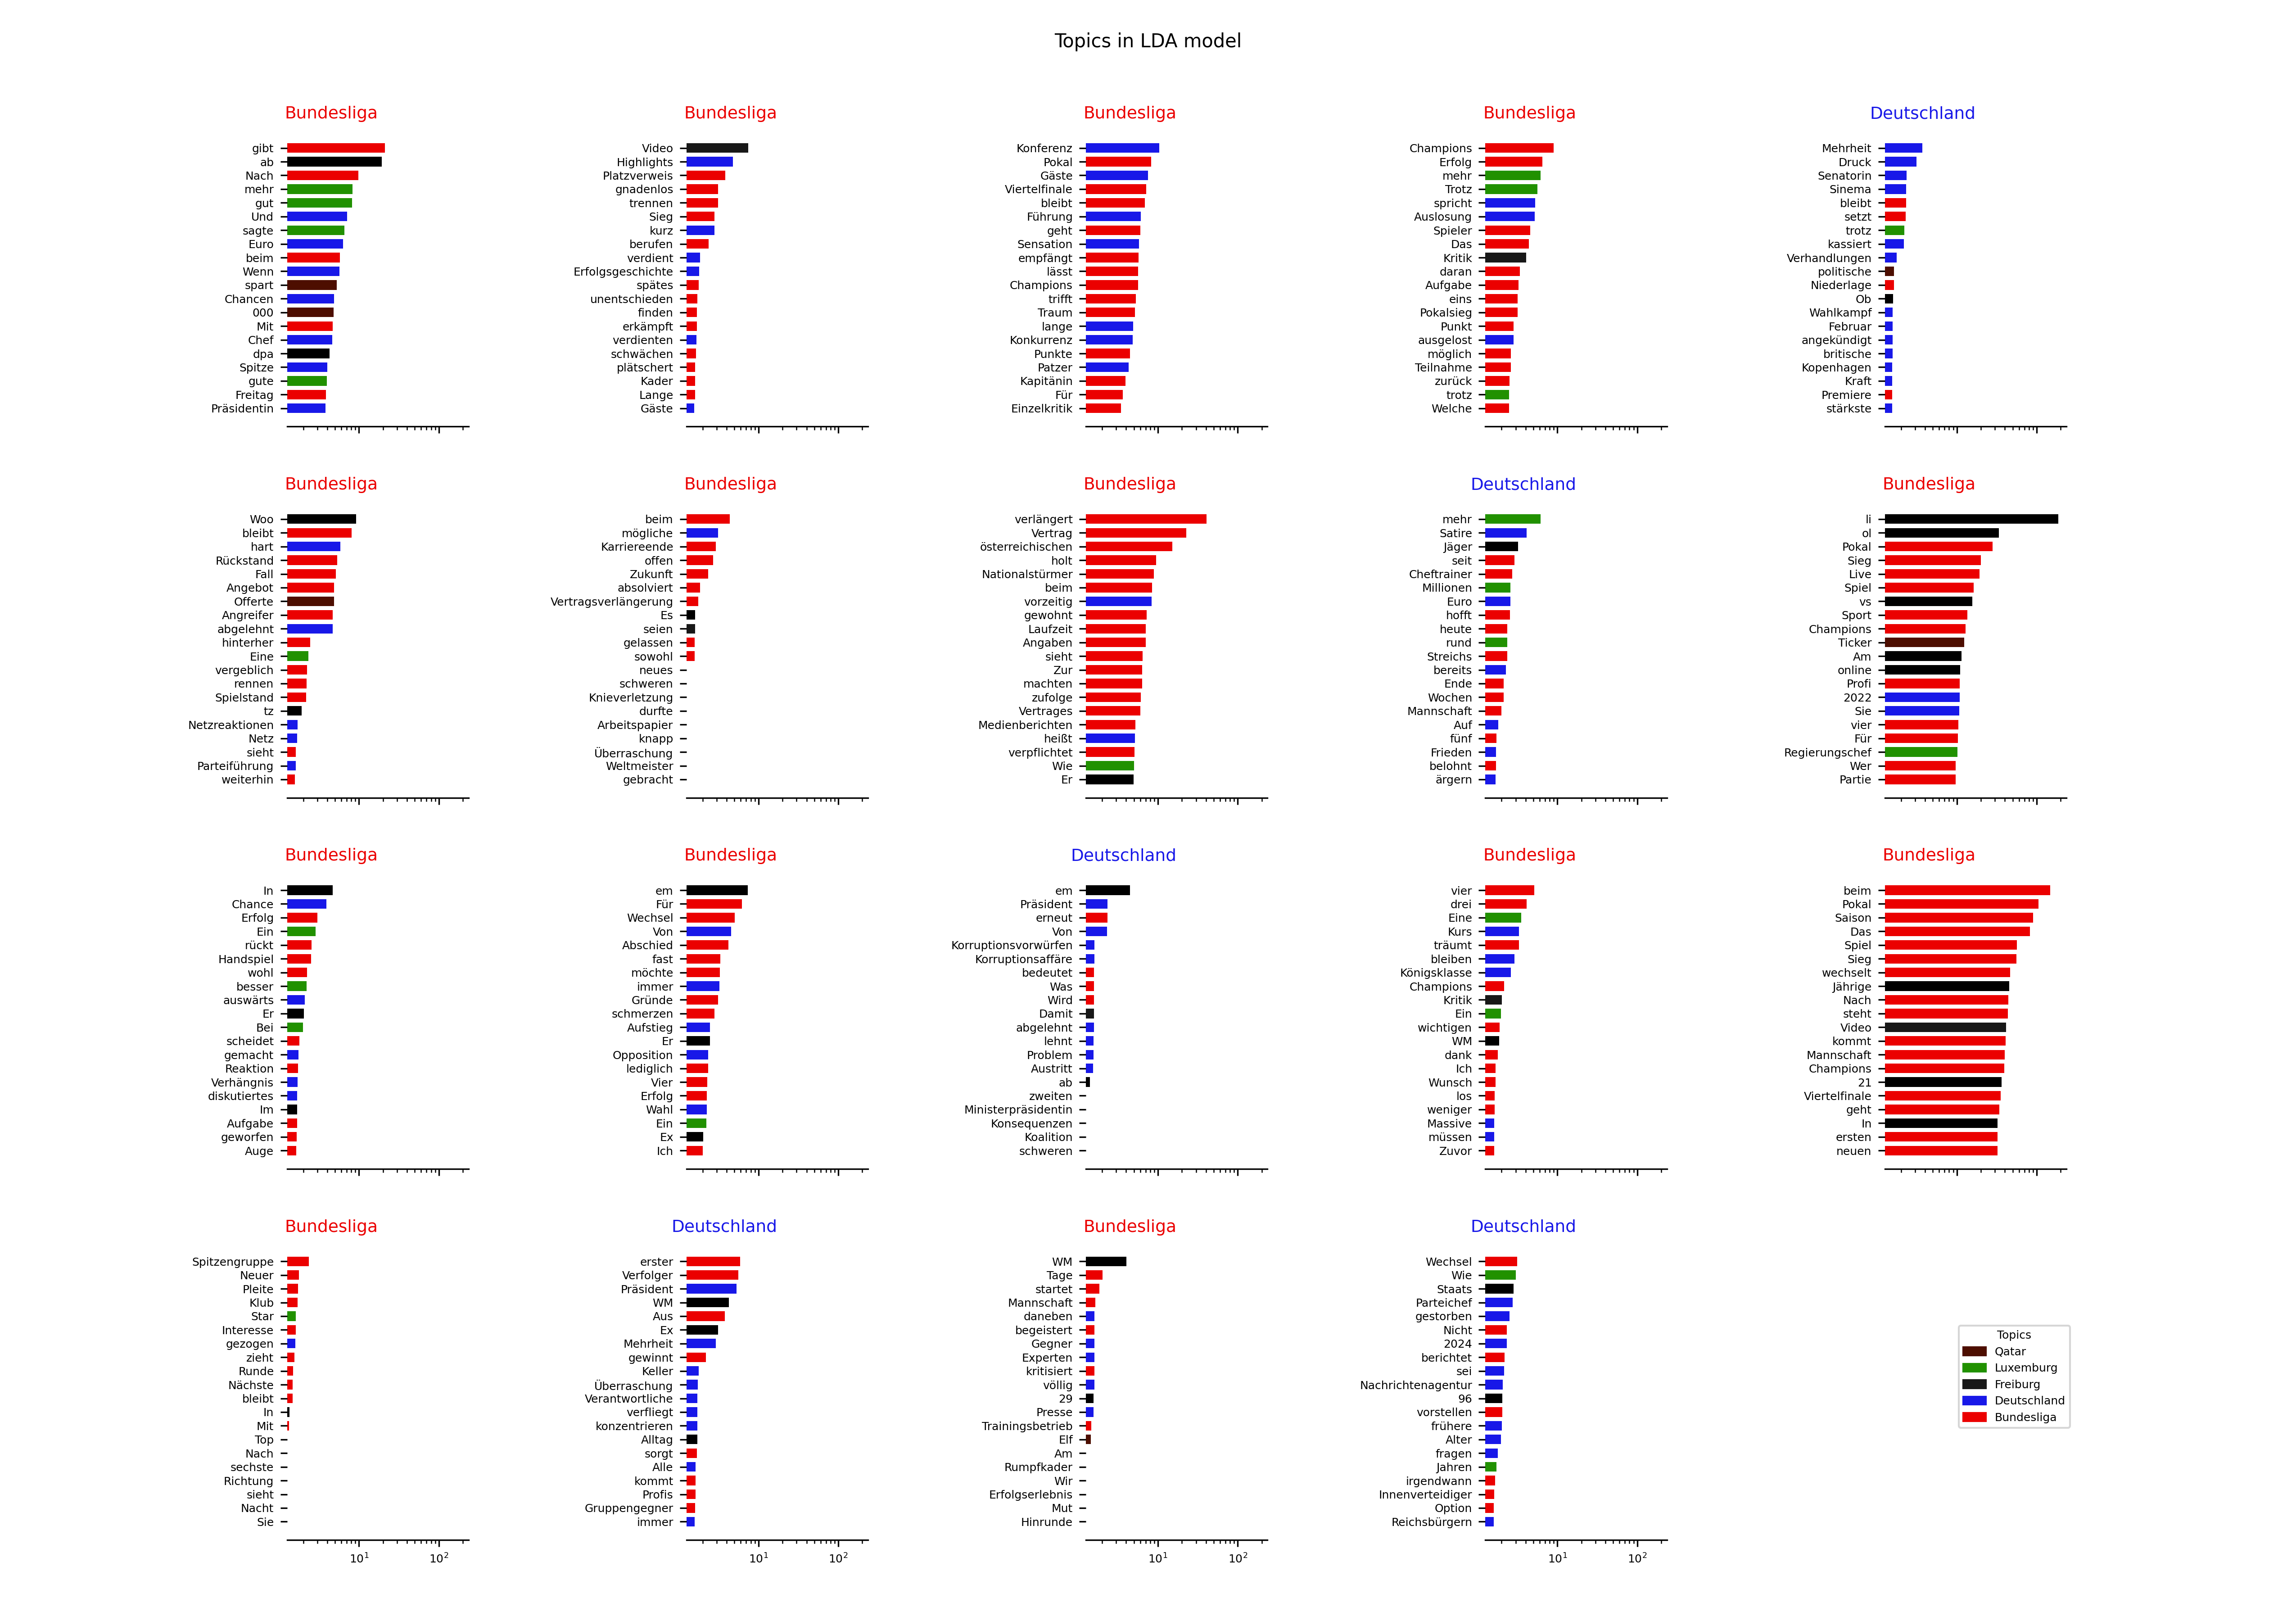 Topics in LDA model
Bundesliga
gibt
ab
Nach
mehr
gut
Und
sagte
Euro
beim
Wenn
spart
Chancen
000
Mit
Chef
dpa
Spitze
gute
Freitag
Präsidentin
Bundesliga
Video
Highlights
Platzverweis
gnadenlos
trennen
Sieg
kurz
berufen
verdient
Erfolgsgeschichte
spätes
unentschieden
finden
erkämpft
verdienten
schwächen
plätschert
Kader
Lange
Gäste
Bundesliga
Konferenz
Pokal
Gäste
Viertelfinale
bleibt
Führung
geht
Sensation
empfängt
lässt
Champions
trifft
Traum
lange
Konkurrenz
Punkte
Patzer
Kapitänin
Für
Einzelkritik
Bundesliga
Champions
Erfolg
mehr
Trotz
spricht
Auslosung
Spieler
Das
Kritik
daran
Aufgabe
eins
Pokalsieg
Punkt
ausgelost
möglich
Teilnahme
zurück
trotz
Welche
Deutschland
Mehrheit
Druck
Senatorin
Sinema
bleibt
setzt
trotz
kassiert
Verhandlungen
politische
Niederlage
Ob
Wahlkampf
Februar
angekündigt
britische
Kopenhagen
Kraft
Premiere
stärkste
Bundesliga
Woo
bleibt
hart
Rückstand
Fall
Angebot
Offerte
Angreifer
abgelehnt
hinterher
Eine
vergeblich
rennen
Spielstand
tz
Netzreaktionen
Netz
sieht
Parteiführung
weiterhin
Bundesliga
beim
mögliche
Karriereende
offen
Zukunft
absolviert
Vertragsverlängerung
Es
seien
gelassen
sowohl
neues
schweren
Knieverletzung
durfte
Arbeitspapier
knapp
Überraschung
Weltmeister
gebracht
Bundesliga
verlängert
Vertrag
österreichischen
holt
Nationalstürmer
beim
vorzeitig
gewohnt
Laufzeit
Angaben
sieht
Zur
machten
zufolge
Vertrages
Medienberichten
heißt
verpflichtet
Wie
Er
Deutschland
mehr
Satire
Jäger
seit
Cheftrainer
Millionen
Euro
hofft
heute
rund
Streichs
bereits
Ende
Wochen
Mannschaft
Auf
fünf
Frieden
belohnt
ärgern
Bundesliga
li
ol
Pokal
Sieg
Live
Spiel
vs
Sport
Champions
Ticker
Am
online
Profi
2022
Sie
vier
Für
Regierungschef
Wer
Partie
Bundesliga
In
Chance
Erfolg
Ein
rückt
Handspiel
wohl
besser
auswärts
Er
Bei
scheidet
gemacht
Reaktion
Verhängnis
diskutiertes
Im
Aufgabe
geworfen
Auge
Bundesliga
em
Für
Wechsel
Von
Abschied
fast
möchte
immer
Gründe
schmerzen
Aufstieg
Er
Opposition
lediglich
Vier
Erfolg
Wahl
Ein
Ex
Ich
Deutschland
em
Präsident
erneut
Von
Korruptionsvorwürfen
Korruptionsaffäre
bedeutet
Was
Wird
Damit
abgelehnt
lehnt
Problem
Austritt
ab
zweiten
Ministerpräsidentin
Konsequenzen
Koalition
schweren
Bundesliga
vier
drei
Eine
Kurs
träumt
bleiben
Königsklasse
Champions
Kritik
Ein
wichtigen
WM
dank
Ich
Wunsch
los
weniger
Massive
müssen
Zuvor
Bundesliga
beim
Pokal
Saison
Das
Spiel
Sieg
wechselt
Jährige
Nach
steht
Video
kommt
Mannschaft
Champions
21
Viertelfinale
geht
In
ersten
neuen
Bundesliga
Spitzengruppe
Neuer
Pleite
Klub
Star
Interesse
gezogen
zieht
Runde
Nächste
bleibt
In
Mit
Top
Nach
sechste
Richtung
sieht
Nacht
Sie
10¹ 10²
Deutschland
erster
Verfolger
Präsident
WM
Aus
Ex
Mehrheit
gewinnt
Keller
Überraschung
Verantwortliche
verfliegt
konzentrieren
Alltag
sorgt
Alle
kommt
Profis
Gruppengegner
immer
10¹ 10²
Bundesliga
WM
Tage
startet
Mannschaft
daneben
begeistert
Gegner
Experten
kritisiert
völlig
29
Presse
Trainingsbetrieb
Elf
Am
Rumpfkader
Wir
Erfolgserlebnis
Mut
Hinrunde
10¹ 10²
Deutschland
Wechsel
Wie
Staats
Parteichef
gestorben
Nicht
2024
berichtet
sei
Nachrichtenagentur
96
vorstellen
frühere
Alter
fragen
Jahren
irgendwann
Innenverteidiger
Option
Reichsbürgern
10¹ 10²
Topics
Qatar
Luxemburg
Freiburg
Deutschland
Bundesliga